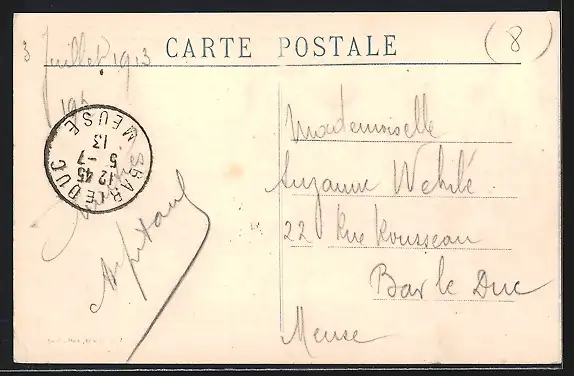 CARTE POSTALE
(8)
3 Juillet 1913
Mademoiselle
Suzanne Wehlé
22 Rue Rousseau
Bar le Duc
Meuse
BAR LE DUC
12 45
5 - 7
13
MEUSE